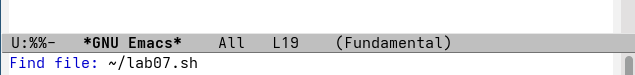 U:%%-  *GNU Emacs*   All   L19   (Fundamental)
Find file: ~/lab07.sh